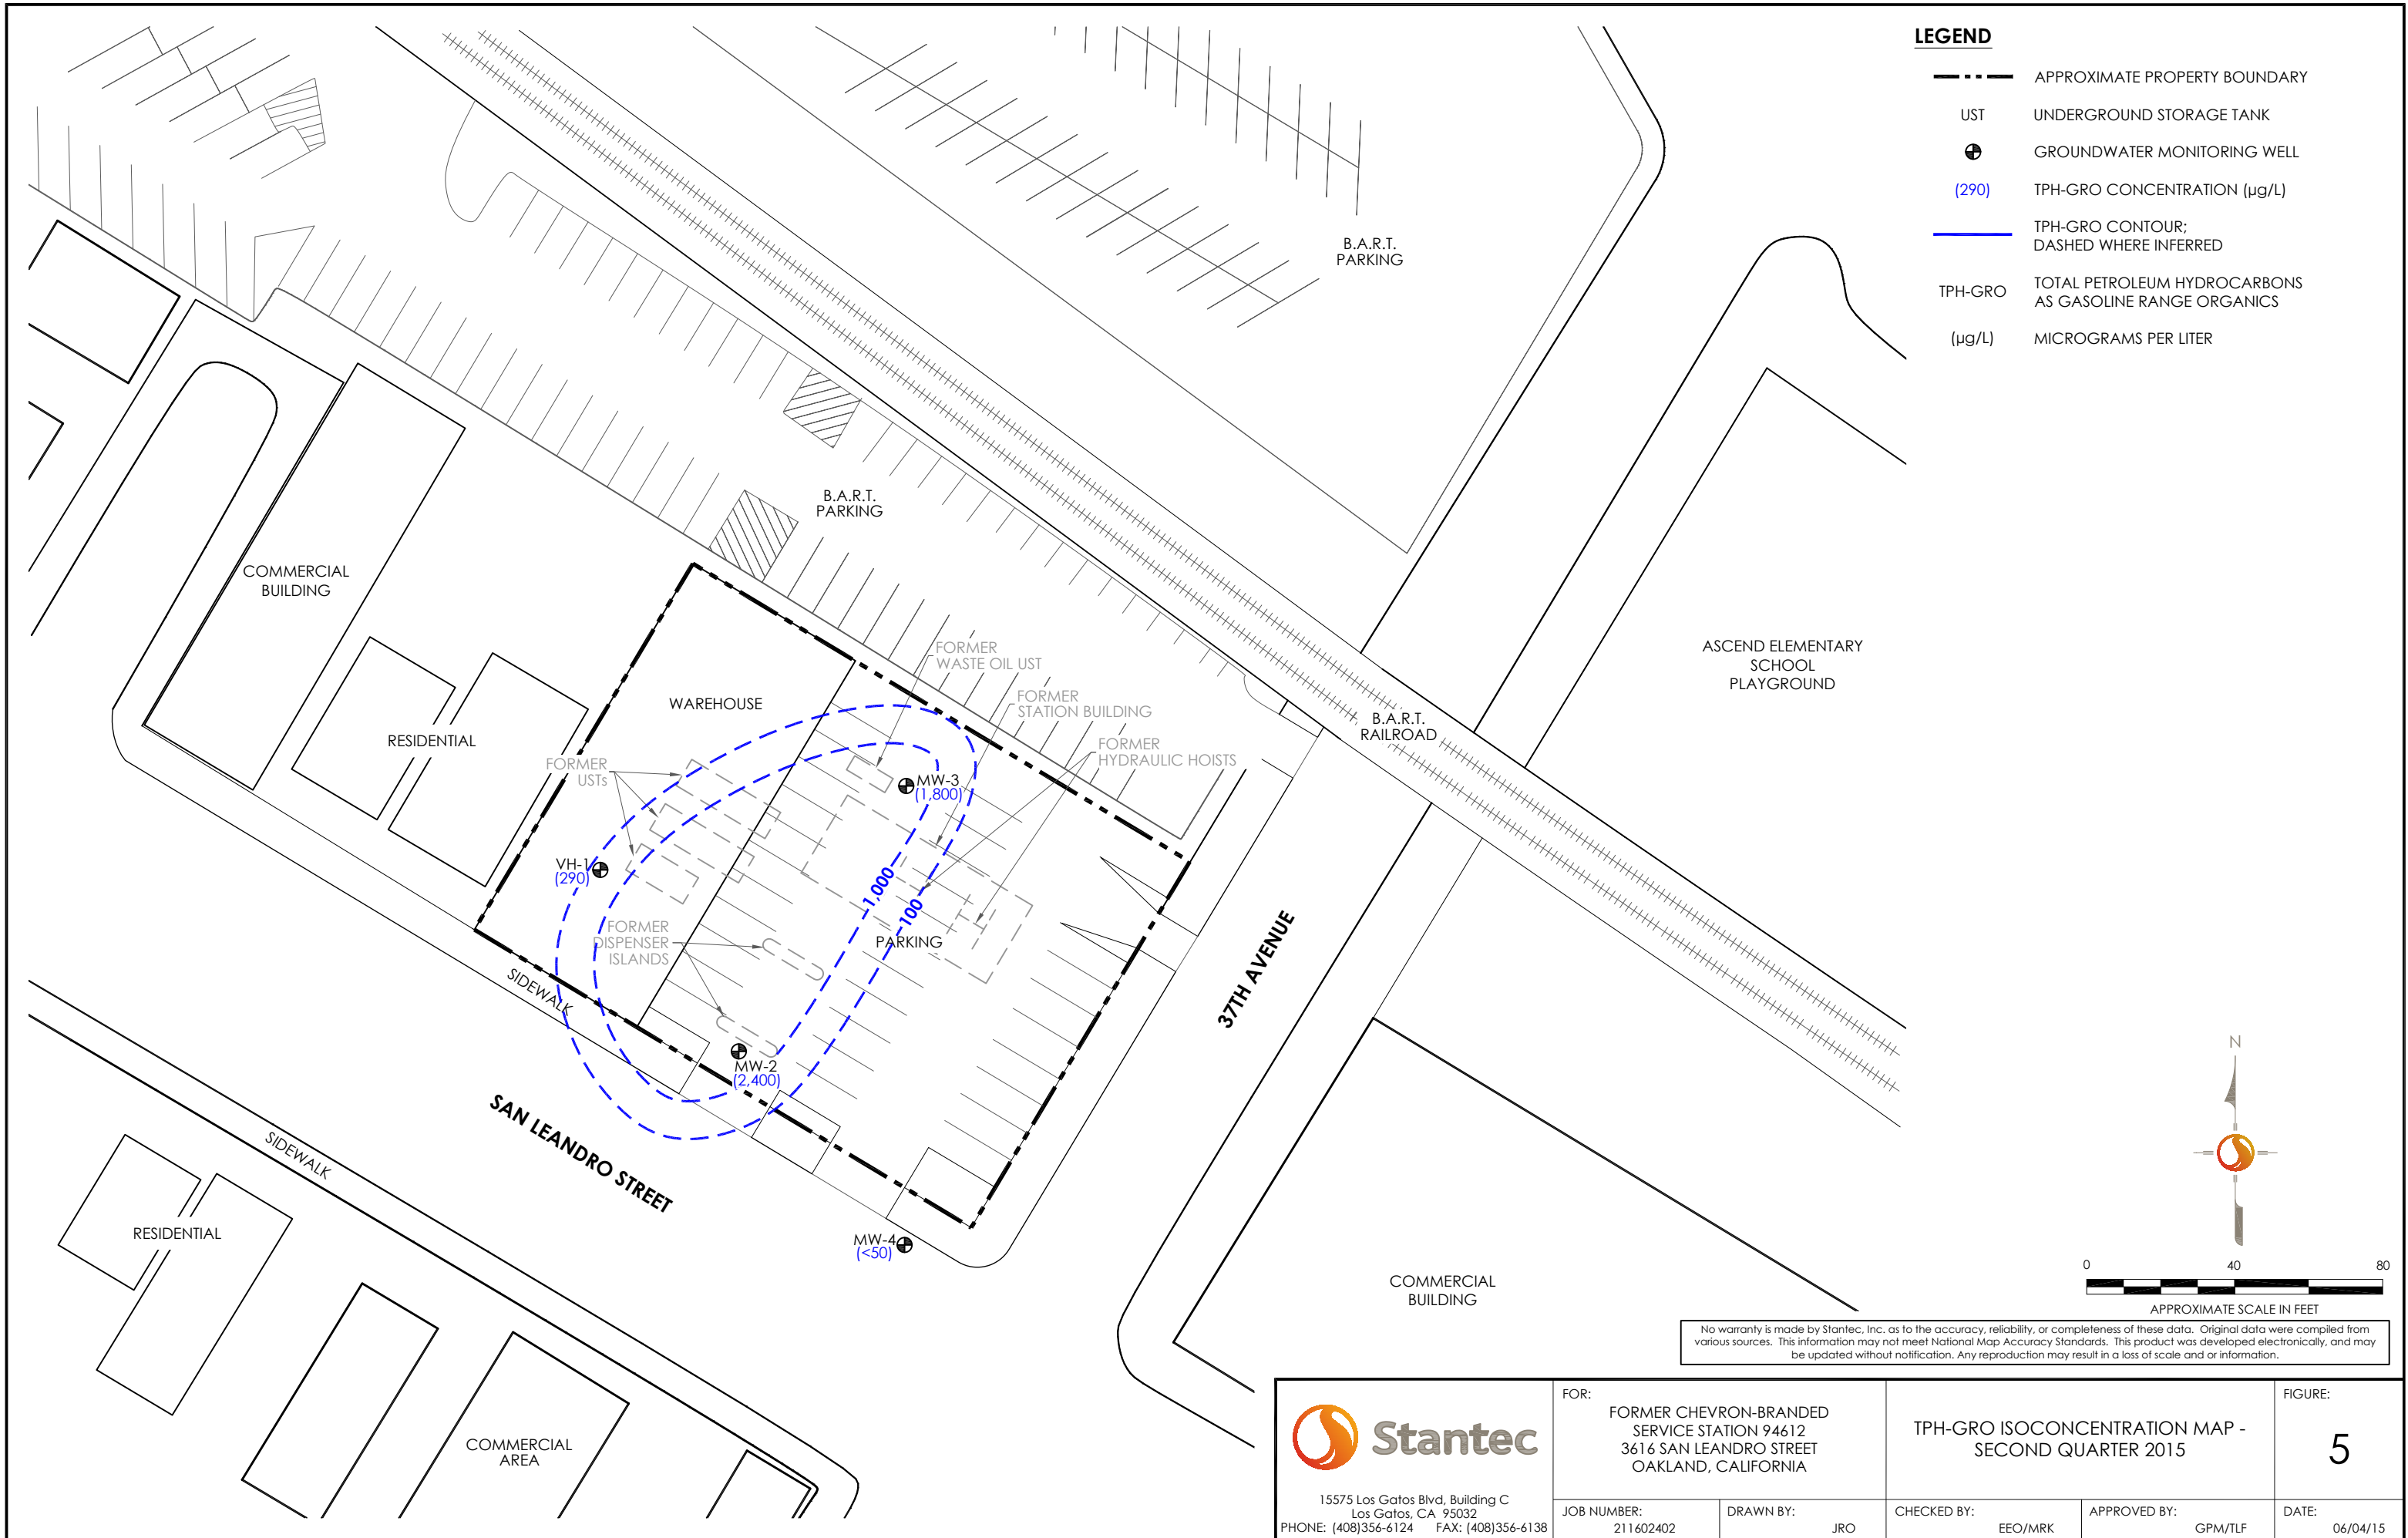 LEGEND
APPROXIMATE PROPERTY BOUNDARY
UST
UNDERGROUND STORAGE TANK
GROUNDWATER MONITORING WELL
(290)
TPH-GRO CONCENTRATION (µg/L)
TPH-GRO CONTOUR;
DASHED WHERE INFERRED
TPH-GRO
TOTAL PETROLEUM HYDROCARBONS
AS GASOLINE RANGE ORGANICS
(µg/L)
MICROGRAMS PER LITER
B.A.R.T.
PARKING
B.A.R.T.
PARKING
COMMERCIAL
BUILDING
RESIDENTIAL
WAREHOUSE
FORMER
WASTE OIL UST
FORMER
STATION BUILDING
FORMER
HYDRAULIC HOISTS
B.A.R.T.
RAILROAD
ASCEND ELEMENTARY
SCHOOL
PLAYGROUND
FORMER
USTs
MW-3
(1,800)
VH-1
(290)
1,000
100
FORMER
DISPENSER
ISLANDS
PARKING
SIDEWALK
37TH AVENUE
MW-2
(2,400)
SAN LEANDRO STREET
SIDEWALK
RESIDENTIAL
MW-4
(<50)
COMMERCIAL
BUILDING
COMMERCIAL
AREA
N
0 40 80
APPROXIMATE SCALE IN FEET
No warranty is made by Stantec, Inc. as to the accuracy, reliability, or completeness of these data. Original data were compiled from
various sources. This information may not meet National Map Accuracy Standards. This product was developed electronically, and may
be updated without notification. Any reproduction may result in a loss of scale and or information.
Stantec
15575 Los Gatos Blvd, Building C
Los Gatos, CA 95032
PHONE: (408)356-6124 FAX: (408)356-6138
FOR:
FORMER CHEVRON-BRANDED
SERVICE STATION 94612
3616 SAN LEANDRO STREET
OAKLAND, CALIFORNIA
TPH-GRO ISOCONCENTRATION MAP -
SECOND QUARTER 2015
FIGURE:
5
JOB NUMBER:
211602402
DRAWN BY:
JRO
CHECKED BY:
EEO/MRK
APPROVED BY:
GPM/TLF
DATE:
06/04/15